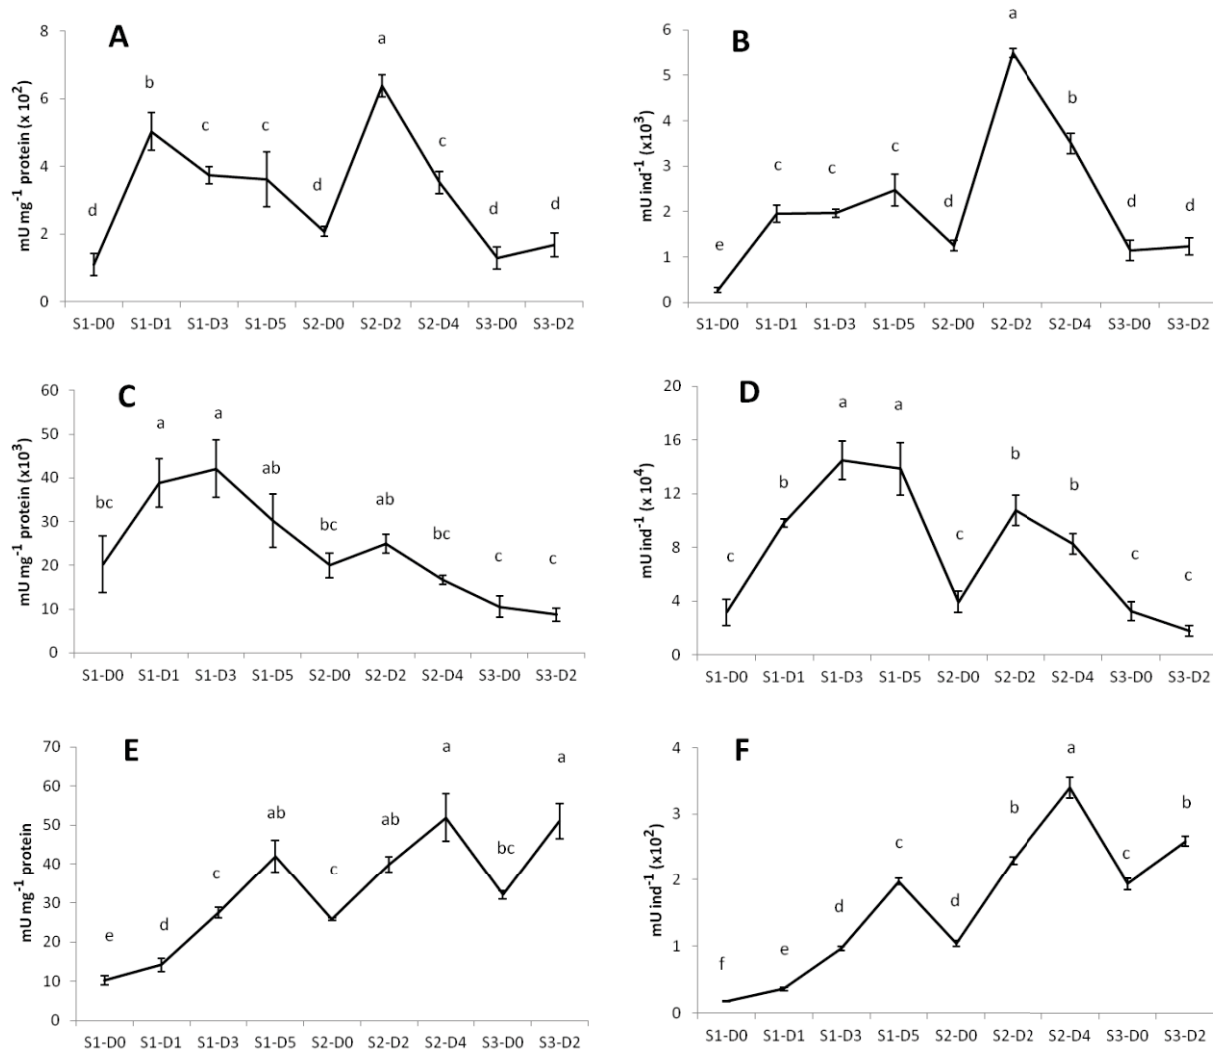 A
mU mg⁻¹ protein (x 10²)
8
6
4
2
0
d
b
c
c
d
a
c
d
d
S1-D0 S1-D1 S1-D3 S1-D5 S2-D0 S2-D2 S2-D4 S3-D0 S3-D2
B
mU ind⁻¹ (x10³)
6
5
4
3
2
1
0
e
c
c
c
d
a
b
d
d
S1-D0 S1-D1 S1-D3 S1-D5 S2-D0 S2-D2 S2-D4 S3-D0 S3-D2
C
mU mg⁻¹ protein (x10³)
60
50
40
30
20
10
0
bc
a
a
ab
bc
ab
bc
c
c
S1-D0 S1-D1 S1-D3 S1-D5 S2-D0 S2-D2 S2-D4 S3-D0 S3-D2
D
mU ind⁻¹ (x 10⁴)
20
16
12
8
4
0
c
b
a
a
c
b
b
c
c
S1-D0 S1-D1 S1-D3 S1-D5 S2-D0 S2-D2 S2-D4 S3-D0 S3-D2
E
mU mg⁻¹ protein
70
60
50
40
30
20
10
0
e
d
c
ab
c
ab
a
bc
a
S1-D0 S1-D1 S1-D3 S1-D5 S2-D0 S2-D2 S2-D4 S3-D0 S3-D2
F
mU ind⁻¹ (x10²)
4
3
2
1
0
f
e
d
c
d
b
a
c
b
S1-D0 S1-D1 S1-D3 S1-D5 S2-D0 S2-D2 S2-D4 S3-D0 S3-D2